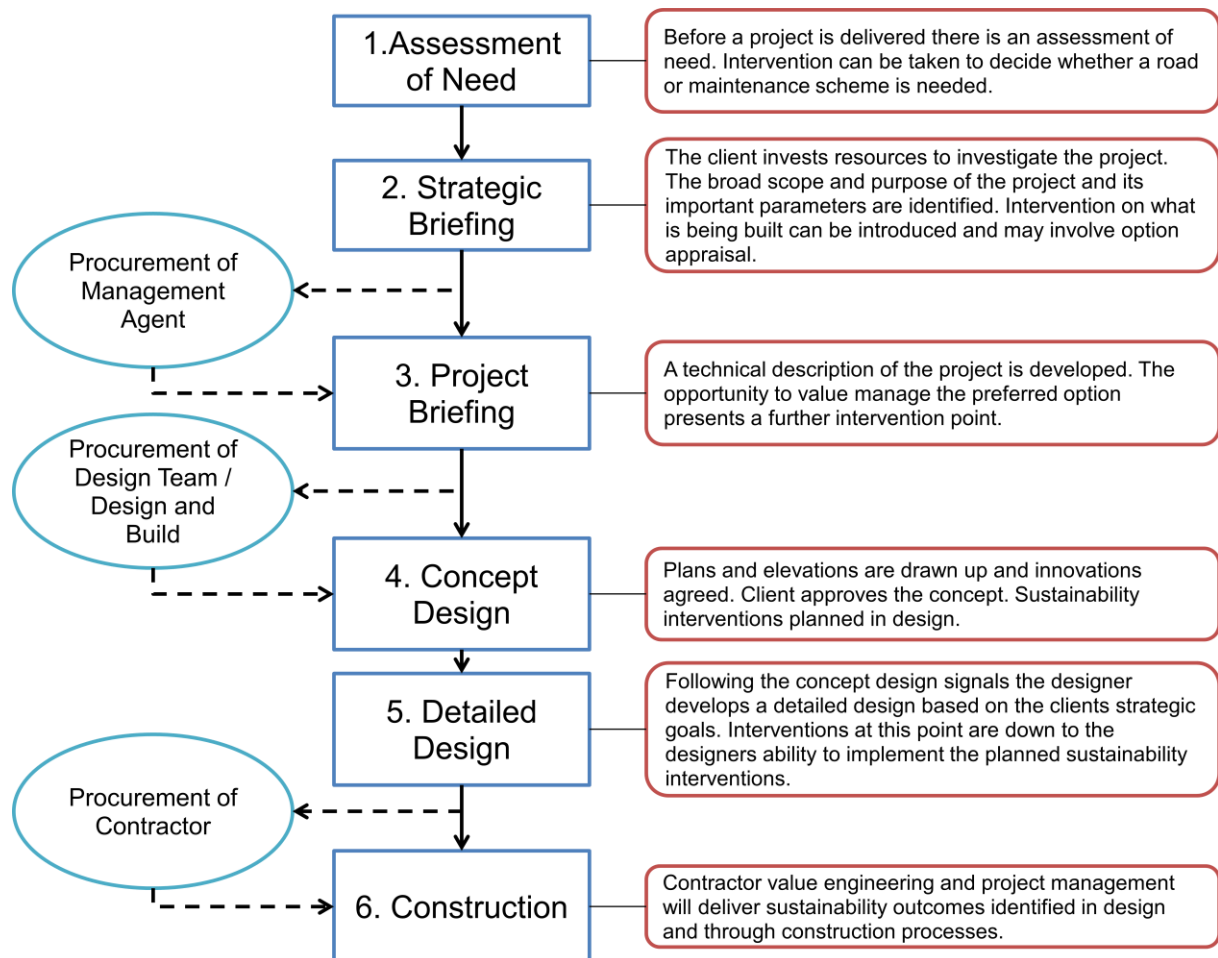 1.Assessment
of Need
Before a project is delivered there is an assessment of
need. Intervention can be taken to decide whether a road
or maintenance scheme is needed.
2. Strategic
Briefing
The client invests resources to investigate the project.
The broad scope and purpose of the project and its
important parameters are identified. Intervention on what
is being built can be introduced and may involve option
appraisal.
Procurement of
Management
Agent
3. Project
Briefing
A technical description of the project is developed. The
opportunity to value manage the preferred option
presents a further intervention point.
Procurement of
Design Team /
Design and
Build
4. Concept
Design
Plans and elevations are drawn up and innovations
agreed. Client approves the concept. Sustainability
interventions planned in design.
5. Detailed
Design
Following the concept design signals the designer
develops a detailed design based on the clients strategic
goals. Interventions at this point are down to the
designers ability to implement the planned sustainability
interventions.
Procurement of
Contractor
6. Construction
Contractor value engineering and project management
will deliver sustainability outcomes identified in design
and through construction processes.